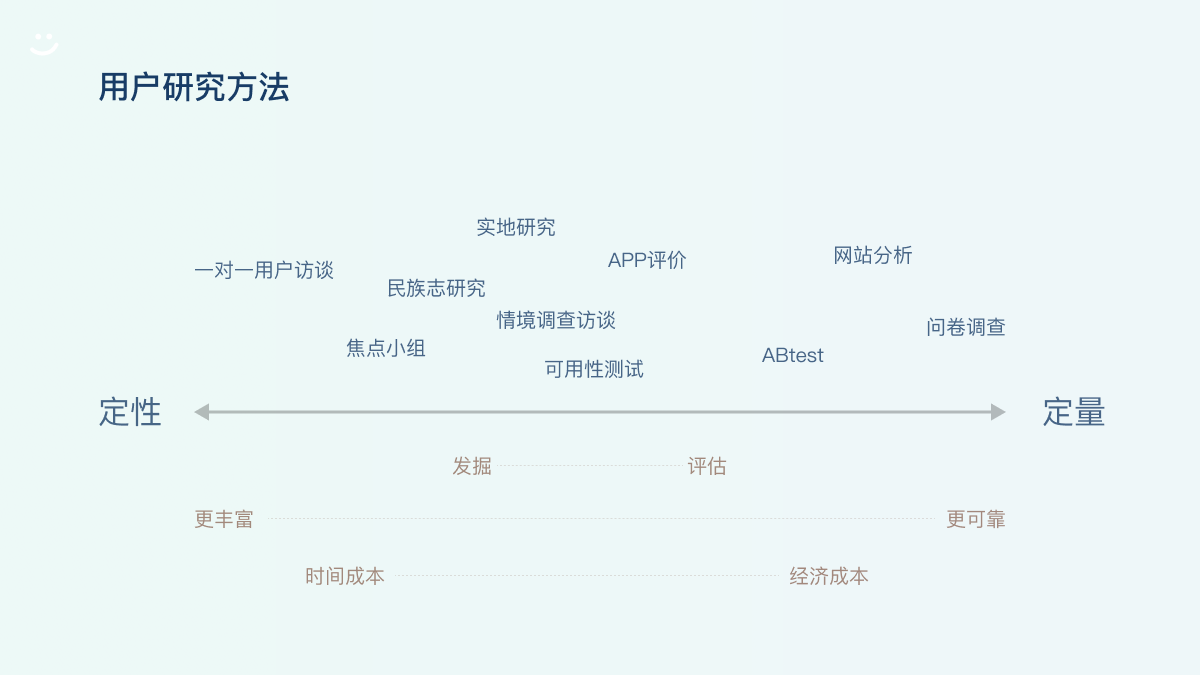 用户研究方法
实地研究
APP评价
网站分析
一对一用户访谈
民族志研究
情境调查访谈
问卷调查
焦点小组
ABtest
可用性测试
定性
定量
发掘
评估
更丰富
更可靠
时间成本
经济成本